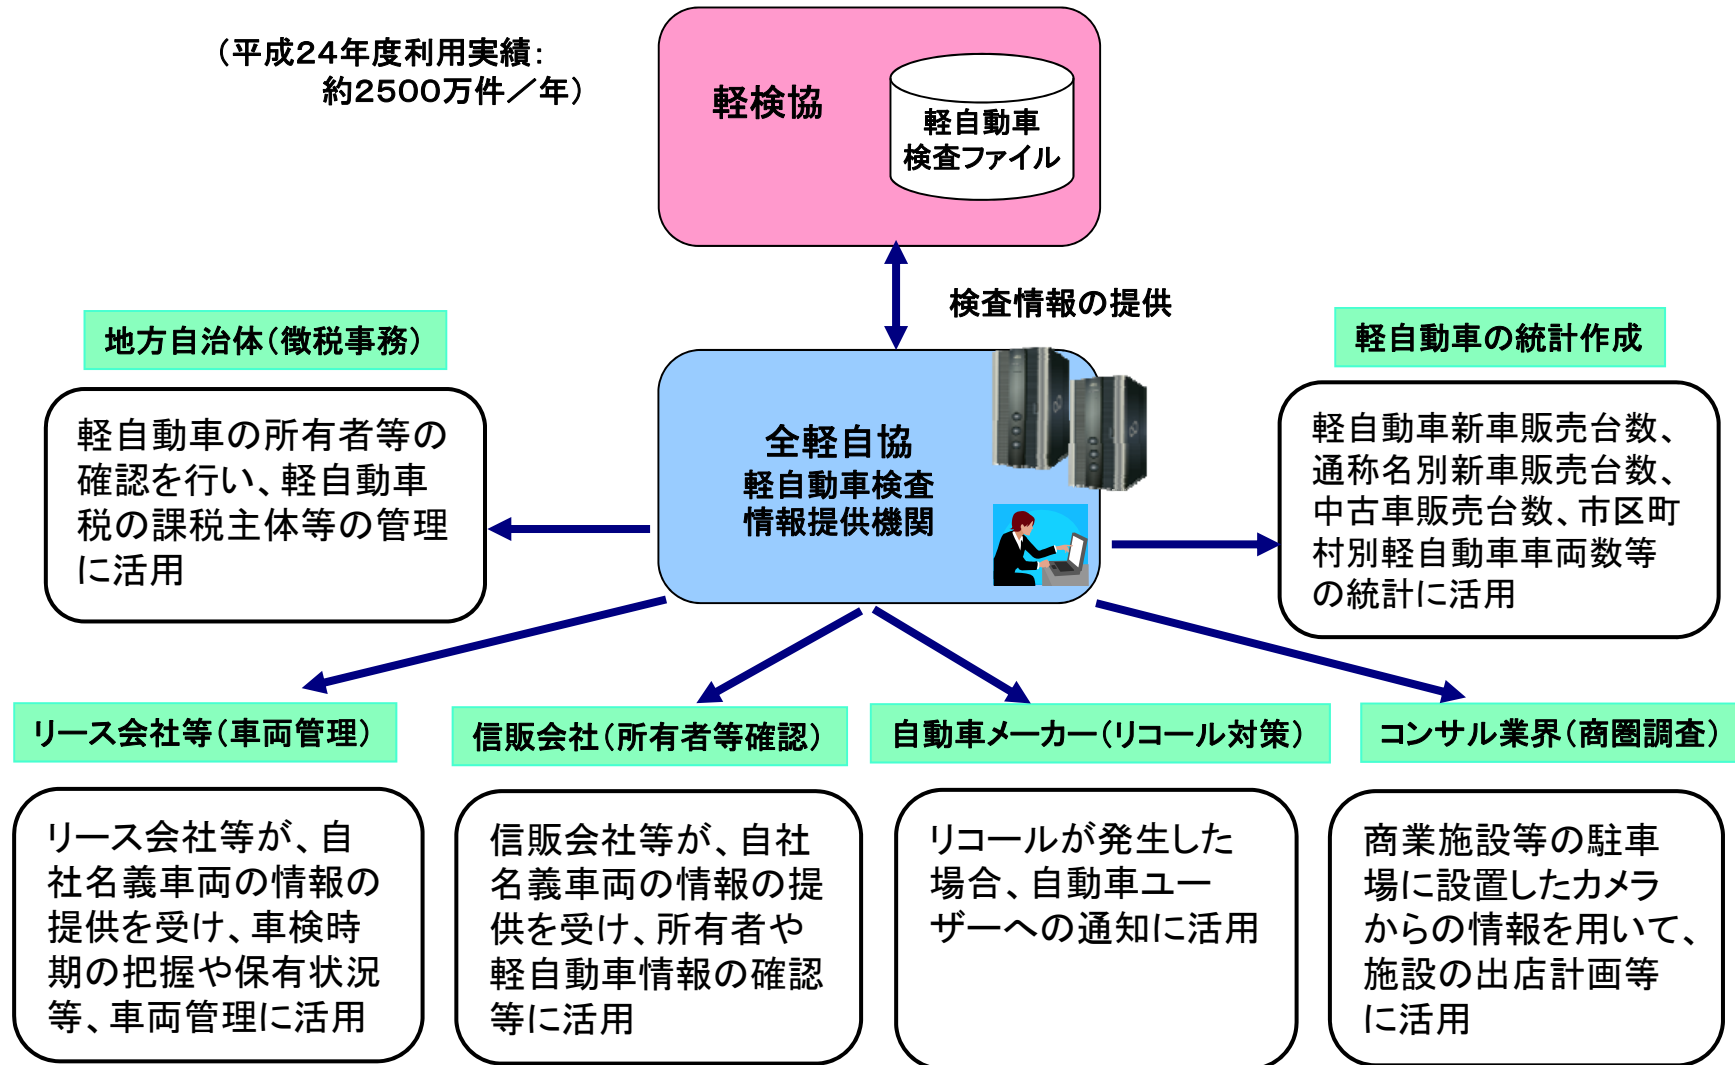 （平成２４年度利用実績：
約２５００万件／年）
軽検協
軽自動車
検査ファイル
検査情報の提供
地方自治体（徴税事務）
軽自動車の所有者等の
確認を行い、軽自動車
税の課税主体等の管理
に活用
全軽自協
軽自動車検査
情報提供機関
軽自動車の統計作成
軽自動車新車販売台数、
通称名別新車販売台数、
中古車販売台数、市区町
村別軽自動車車両数等
の統計に活用
リース会社等（車両管理）
リース会社等が、自
社名義車両の情報の
提供を受け、車検時
期の把握や保有状況
等、車両管理に活用
信販会社（所有者等確認）
信販会社等が、自社
名義車両の情報の提
供を受け、所有者や
軽自動車情報の確認
等に活用
自動車メーカー（リコール対策）
リコールが発生した
場合、自動車ユー
ザーへの通知に活用
コンサル業界（商圏調査）
商業施設等の駐車
場に設置したカメラ
からの情報を用いて、
施設の出店計画等
に活用